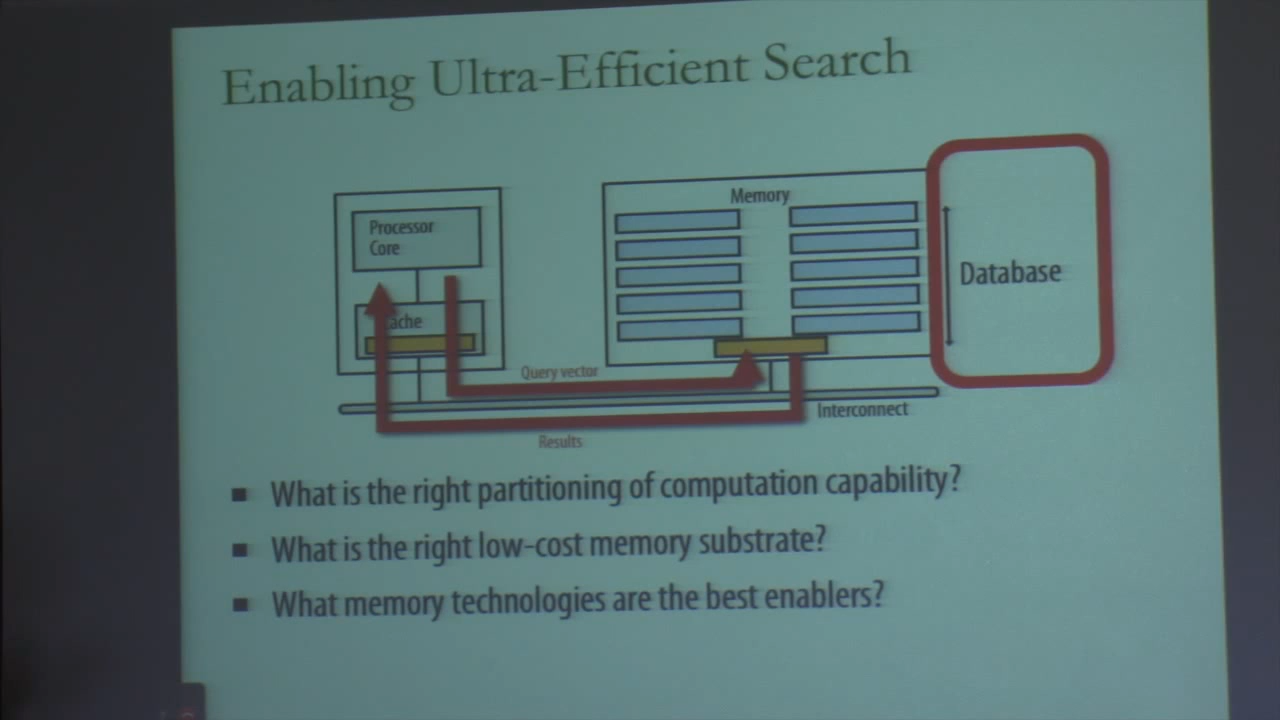 Enabling Ultra-Efficient Search
Memory
Processor
Core
ache
Database
Query vector
Interconnect
Results
What is the right partitioning of computation capability?
What is the right low-cost memory substrate?
What memory technologies are the best enablers?